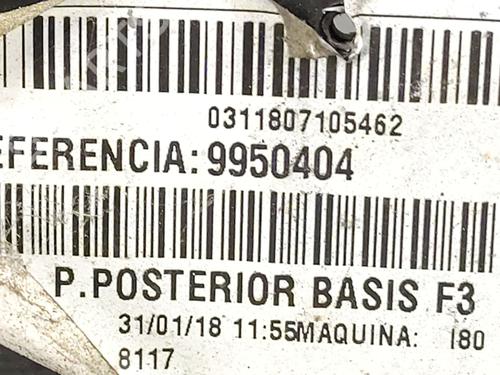 0311807105462
EFERENCIA: 9950404
P.POSTERIOR BASIS F3
31/01/18 11:55MAQUINA: I80
8117